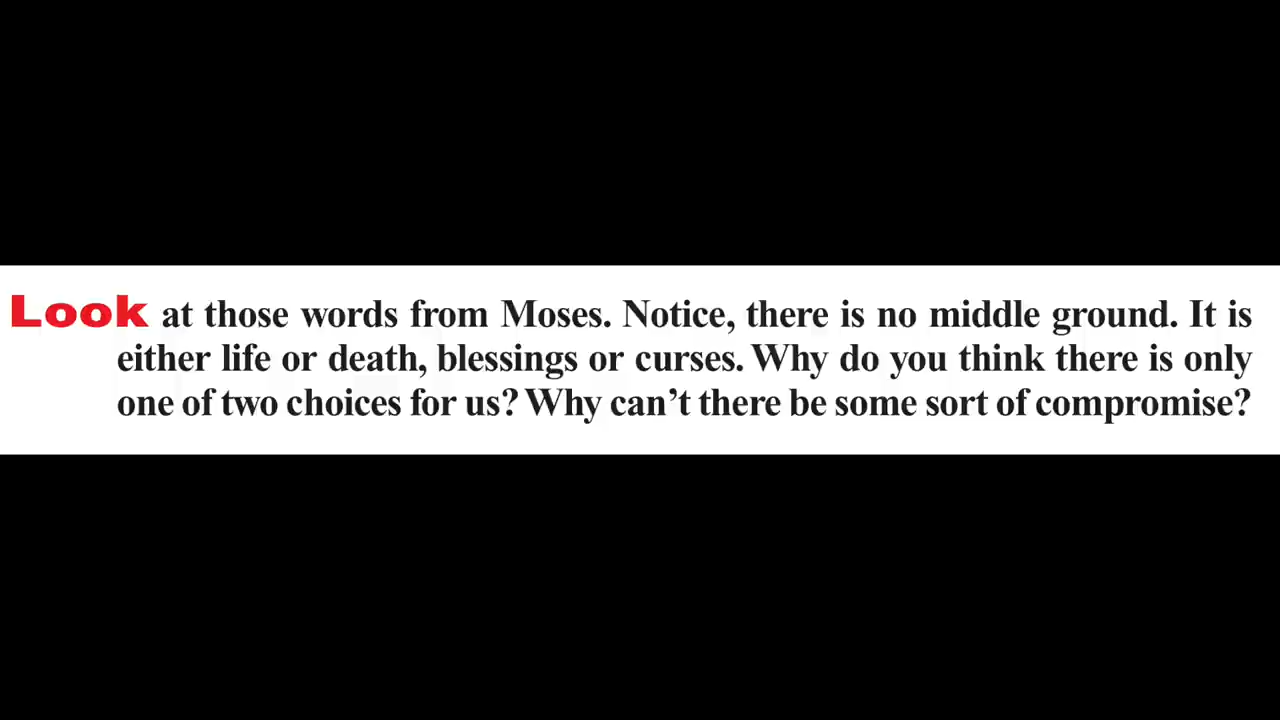 Look at those words from Moses. Notice, there is no middle ground. It is
either life or death, blessings or curses. Why do you think there is only
one of two choices for us? Why can’t there be some sort of compromise?